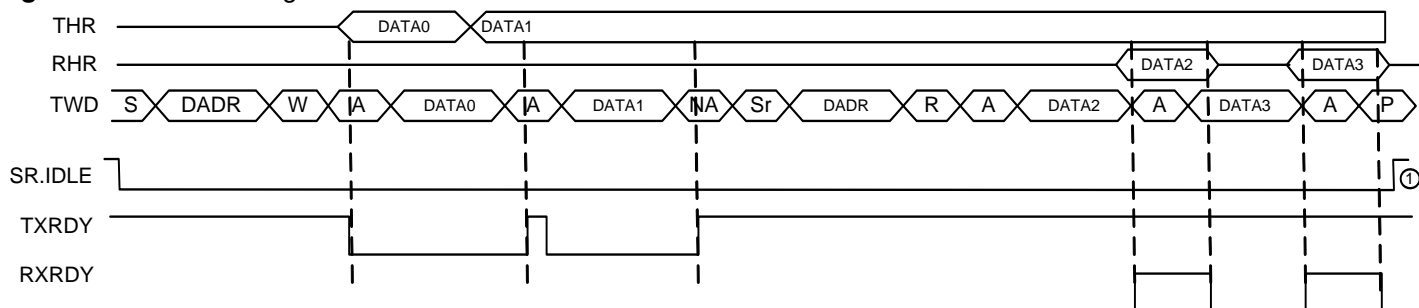 THR DATA0 DATA1
RHR DATA2 DATA3
TWD S DADR W A DATA0 A DATA1 NA Sr DADR R A DATA2 A DATA3 A P
SR.IDLE 1
TXRDY
RXRDY